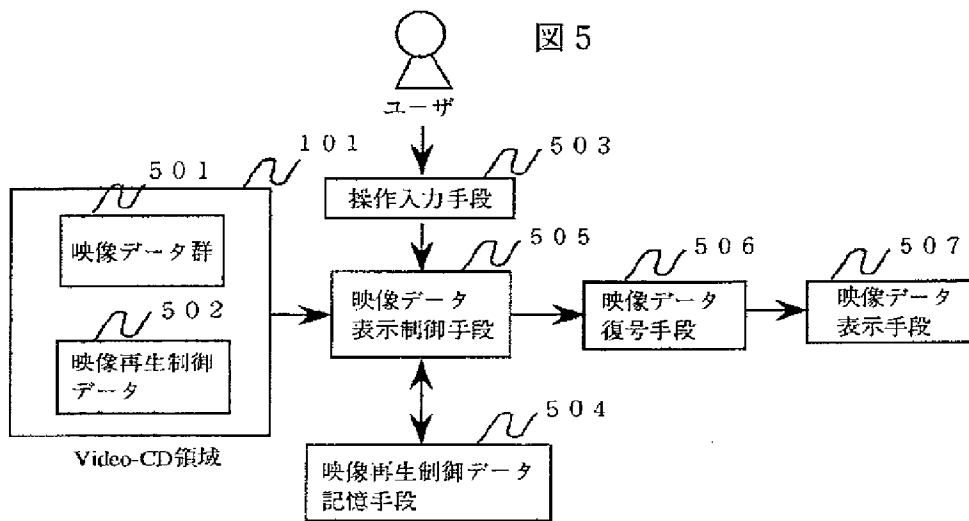 図5
ユーザ
101
503
501
操作入力手段
映像データ群
505
506
507
502
映像データ
表示制御手段
映像データ
復号手段
映像データ
表示手段
映像再生制御
データ
504
Video-CD領域
映像再生制御データ
記憶手段